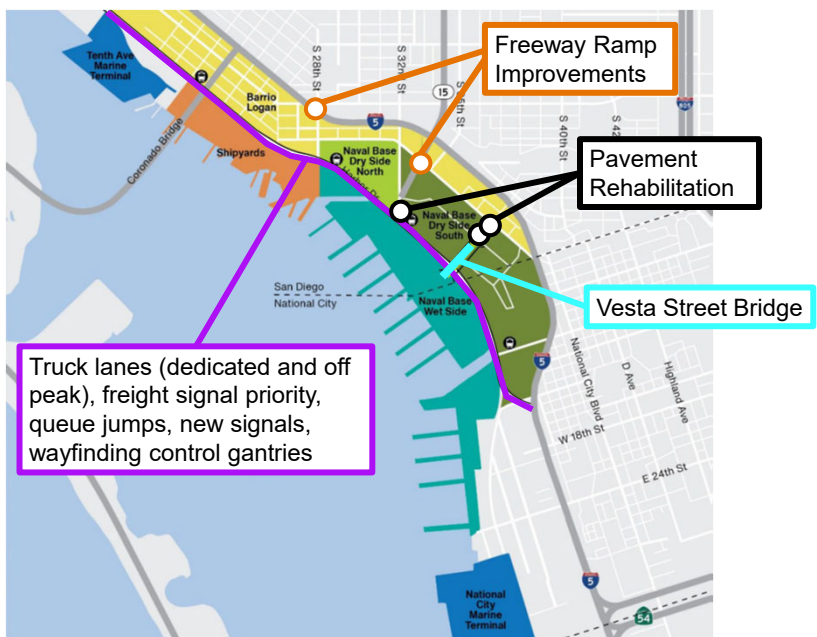 Freeway Ramp
Improvements
Pavement
Rehabilitation
Vesta Street Bridge
Truck lanes (dedicated and off
peak), freight signal priority,
queue jumps, new signals,
wayfinding control gantries
Tenth Ave
Marine
Terminal
Barrio
Logan
Coronado Bridge
Shipyards
S 28th St
S 32nd St
15
5
805
S 40th St
Naval Base
Dry Side
North
Naval Base
Dry Side
South
San Diego
National City
Naval Base
Wet Side
5
National City Blvd
D Ave
Highland Ave
W 18th St
E 24th St
National
City
Marine
Terminal
5
54